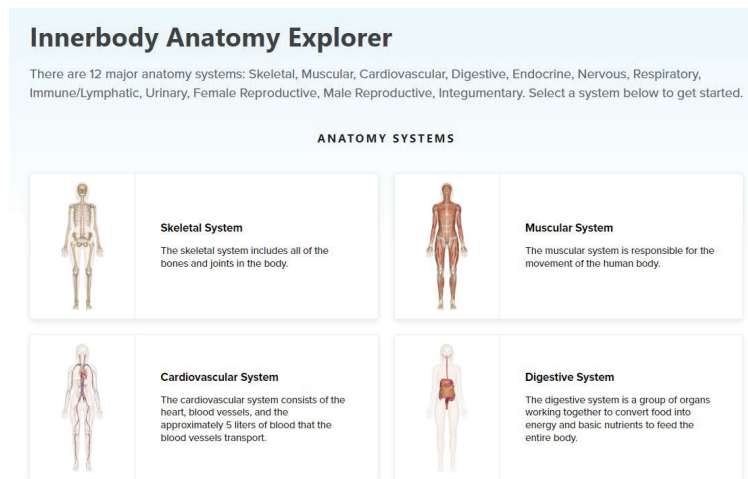 Innerbody Anatomy Explorer
There are 12 major anatomy systems: Skeletal, Muscular, Cardiovascular, Digestive, Endocrine, Nervous, Respiratory,
Immune/Lymphatic, Urinary, Female Reproductive, Male Reproductive, Integumentary. Select a system below to get started.
ANATOMY SYSTEMS
Skeletal System
The skeletal system includes all of the
bones and joints in the body.
Muscular System
The muscular system is responsible for the
movement of the human body.
Cardiovascular System
The cardiovascular system consists of the
heart, blood vessels, and the
approximately 5 liters of blood that the
blood vessels transport.
Digestive System
The digestive system is a group of organs
working together to convert food into
energy and basic nutrients to feed the
entire body.